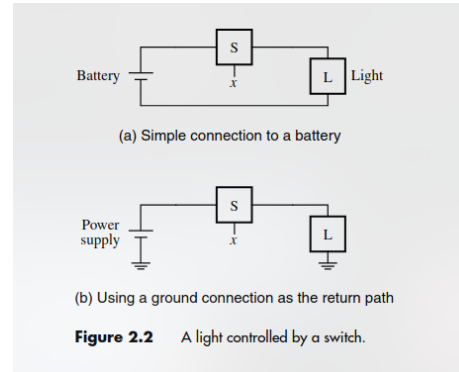 S
Battery
x
L Light
(a) Simple connection to a battery
S
Power
supply
x
L
(b) Using a ground connection as the return path
Figure 2.2 A light controlled by a switch.